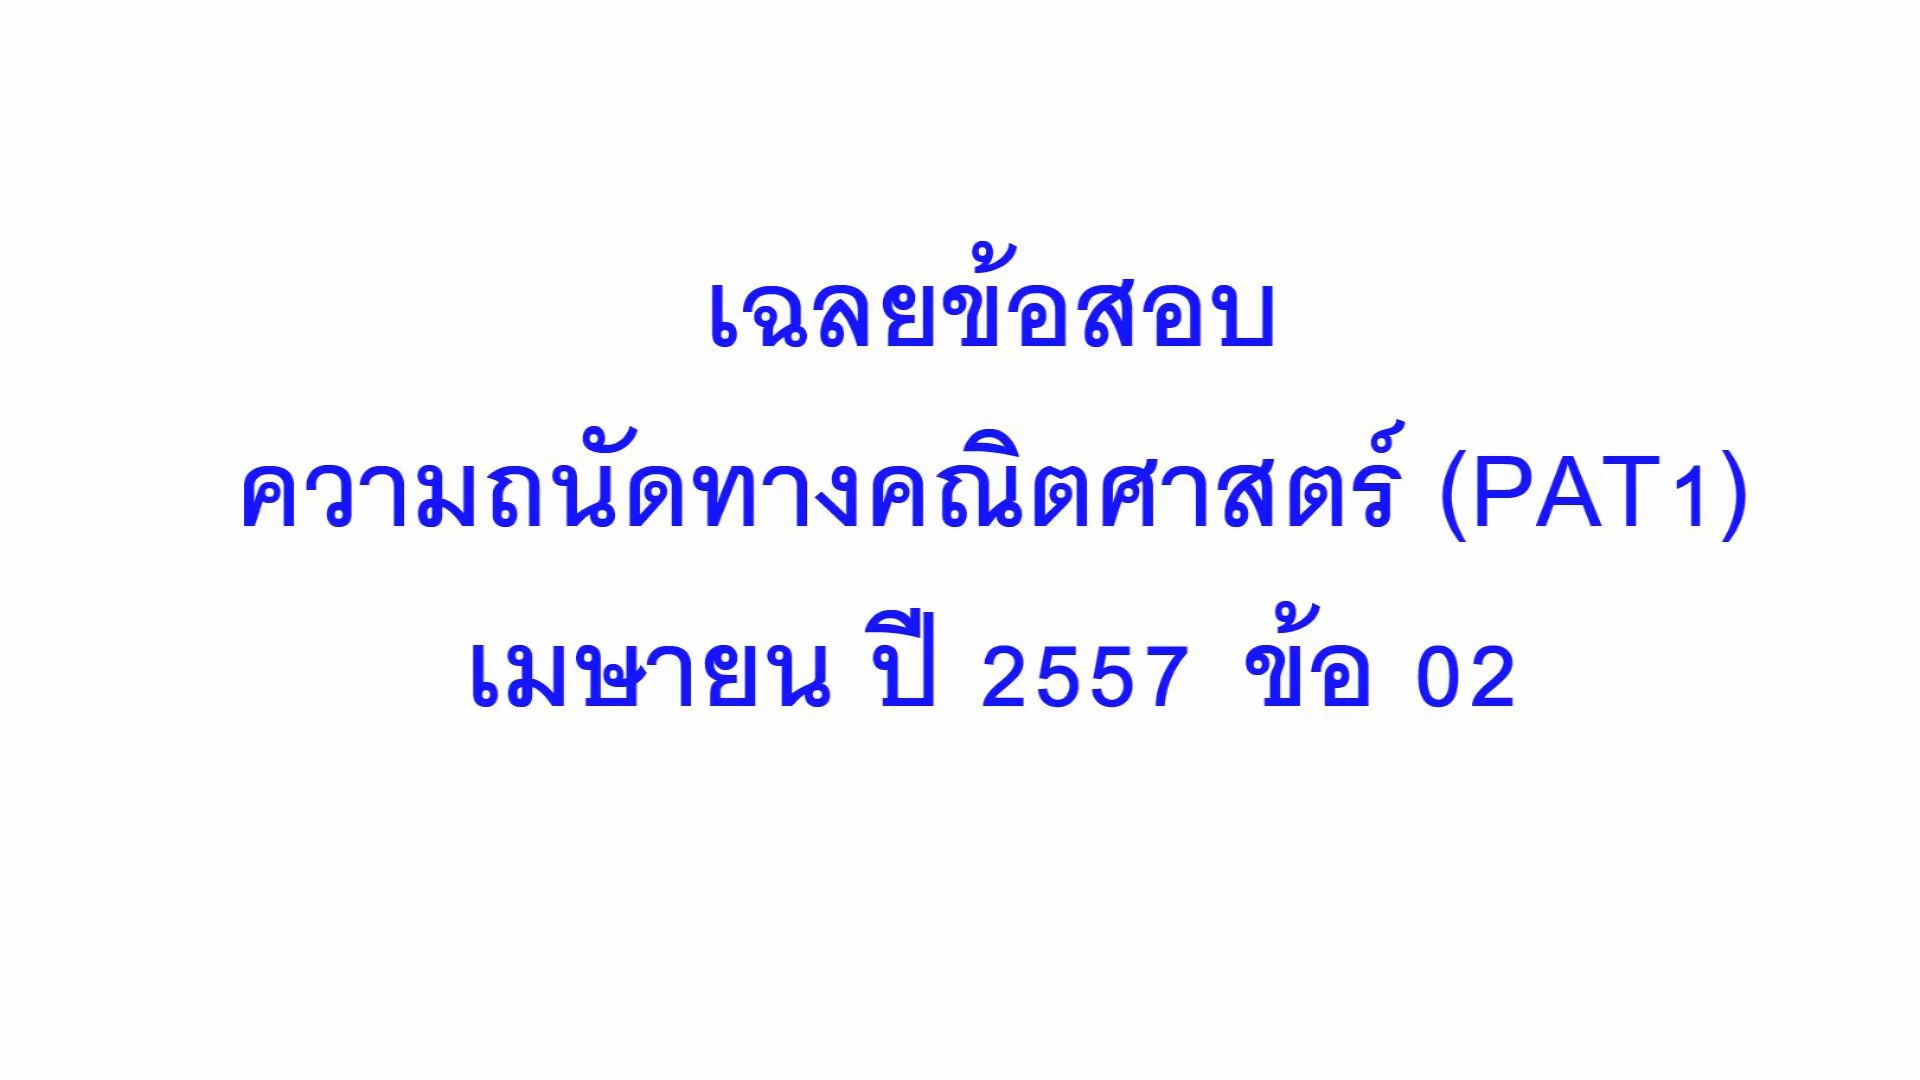 เฉลยข้อสอบ
ความถนัดทางคณิตศาสตร์ (PAT1)
เมษายน ปี 2557 ข้อ 02